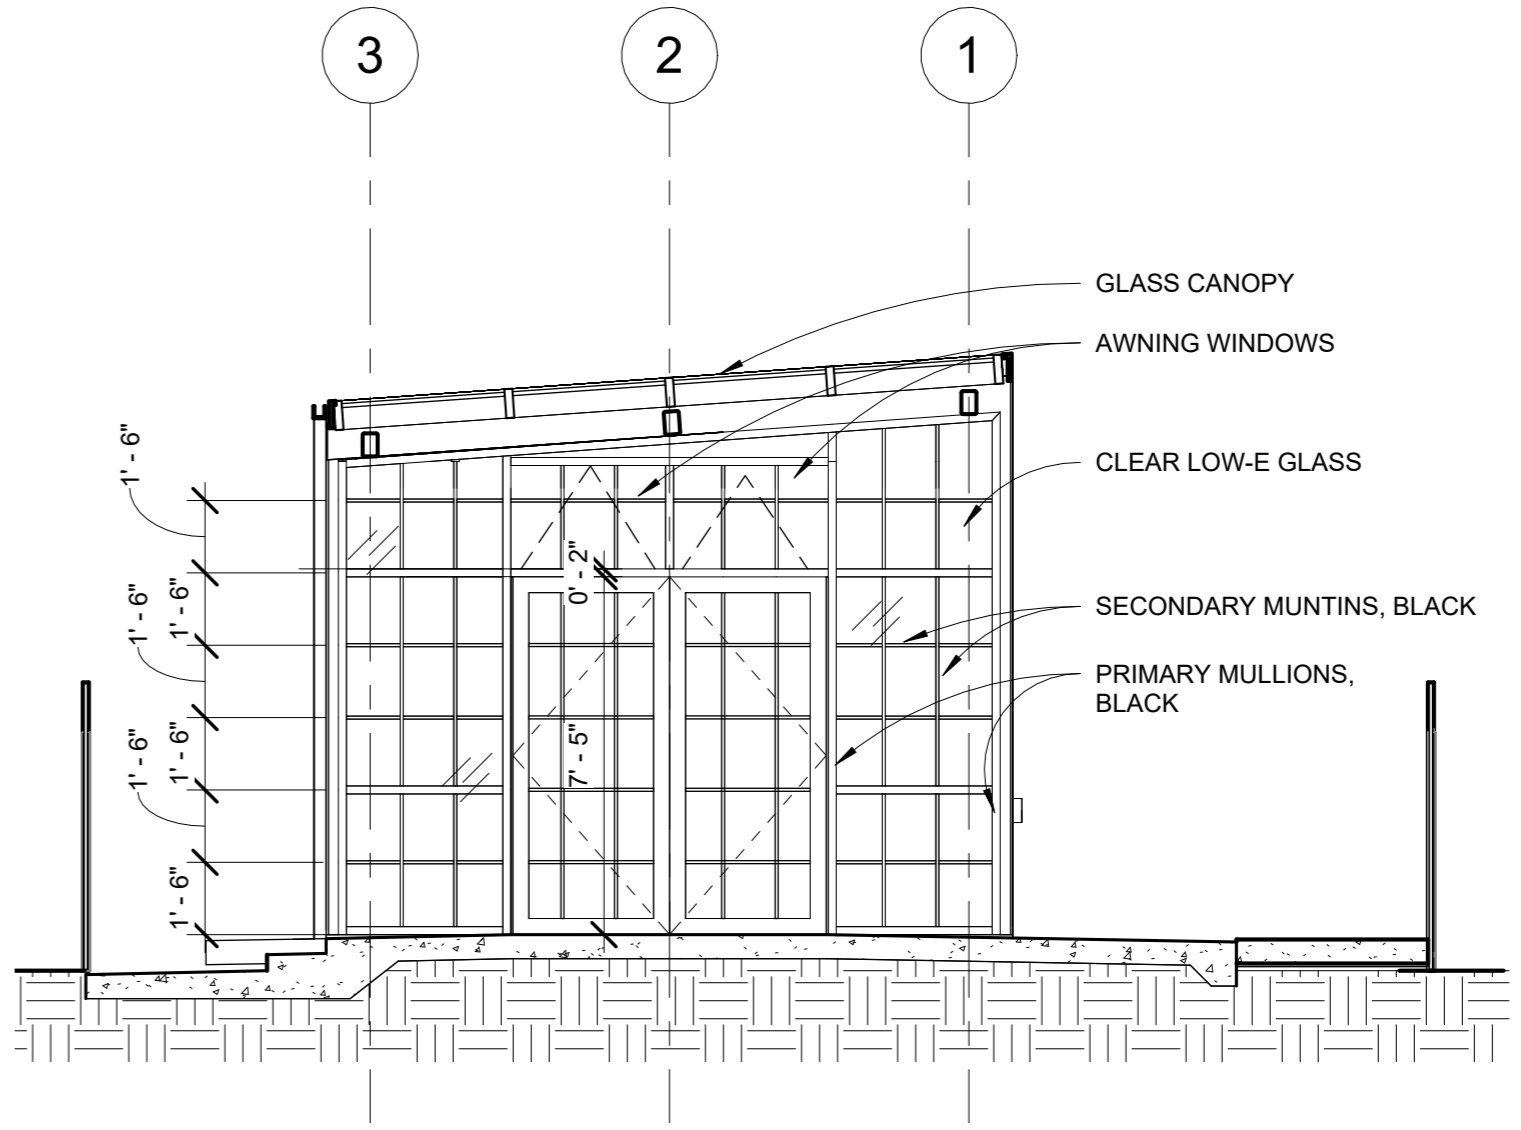 3
2
1
GLASS CANOPY
AWNING WINDOWS
CLEAR LOW-E GLASS
SECONDARY MUNTINS, BLACK
PRIMARY MULLIONS,
BLACK
1' - 6"
1' - 6"
1' - 6"
1' - 6"
1' - 6"
1' - 6"
0' - 2"
7' - 5"